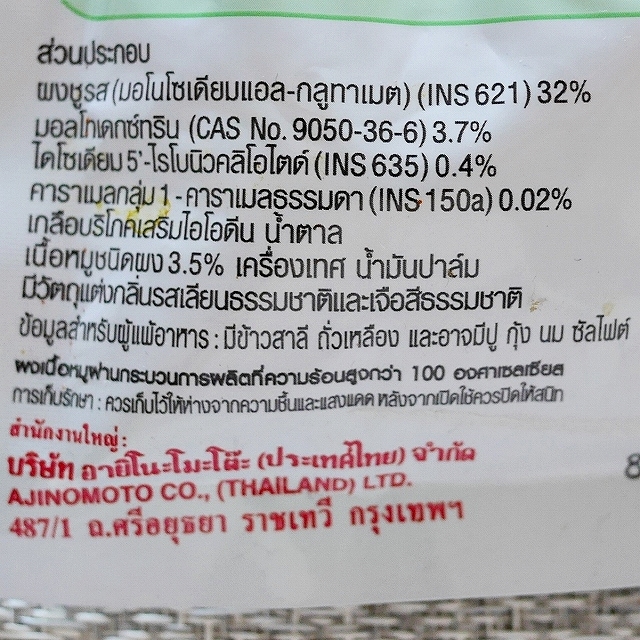 ส่วนประกอบ
ผงชูรส (มอโนโซเดียมแอล-กลูทาเมต) (INS 621) 32%
มอลโทเดกซ์ทริน (CAS No. 9050-36-6) 3.7%
ไดโซเดียม 5'-ไรโบนิวคลิโอไตด์ (INS 635) 0.4%
คาราเมลกลุ่ม 1 - คาราเมลธรรมดา (INS 150a) 0.02%
เกลือบริโภคเสริมไอโอดีน น้ำตาล
เนื้อหมูชนิดผง 3.5% เครื่องเทศ น้ำมันปาล์ม
มีวัตถุแต่งกลิ่นรสเลียนธรรมชาติและเจือสีธรรมชาติ
ข้อมูลสำหรับผู้แพ้อาหาร : มีข้าวสาลี ถั่วเหลือง และอาจมีปู กุ้ง นม ซัลไฟต์
ผงเนื้อหมูผ่านกระบวนการผลิตที่ความร้อนสูงกว่า 100 องศาเซลเซียส
การเก็บรักษา : ควรเก็บไว้ให้ห่างจากความชื้นและแสงแดด หลังจากเปิดใช้ควรปิดให้สนิท
สำนักงานใหญ่ :
บริษัท อายิโนะโมะโต๊ะ (ประเทศไทย) จำกัด
AJINOMOTO CO., (THAILAND) LTD.
487/1 ถ.ศรีอยุธยา ราชเทวี กรุงเทพฯ
8